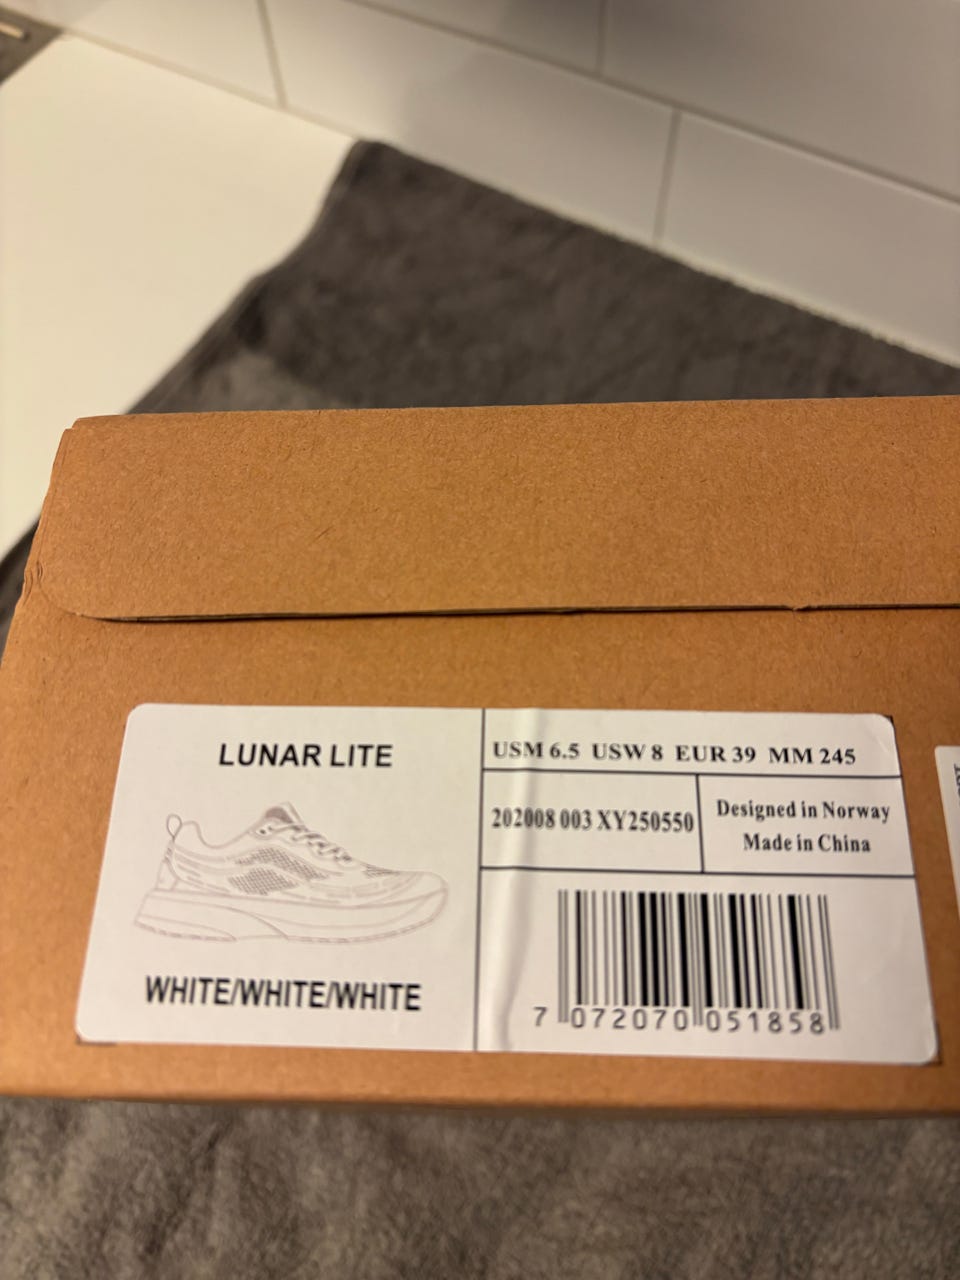 LUNAR LITE
WHITE/WHITE/WHITE
USM 6.5 USW 8 EUR 39 MM 245
202008 003 XY250550
Designed in Norway
Made in China
7 072070 051858